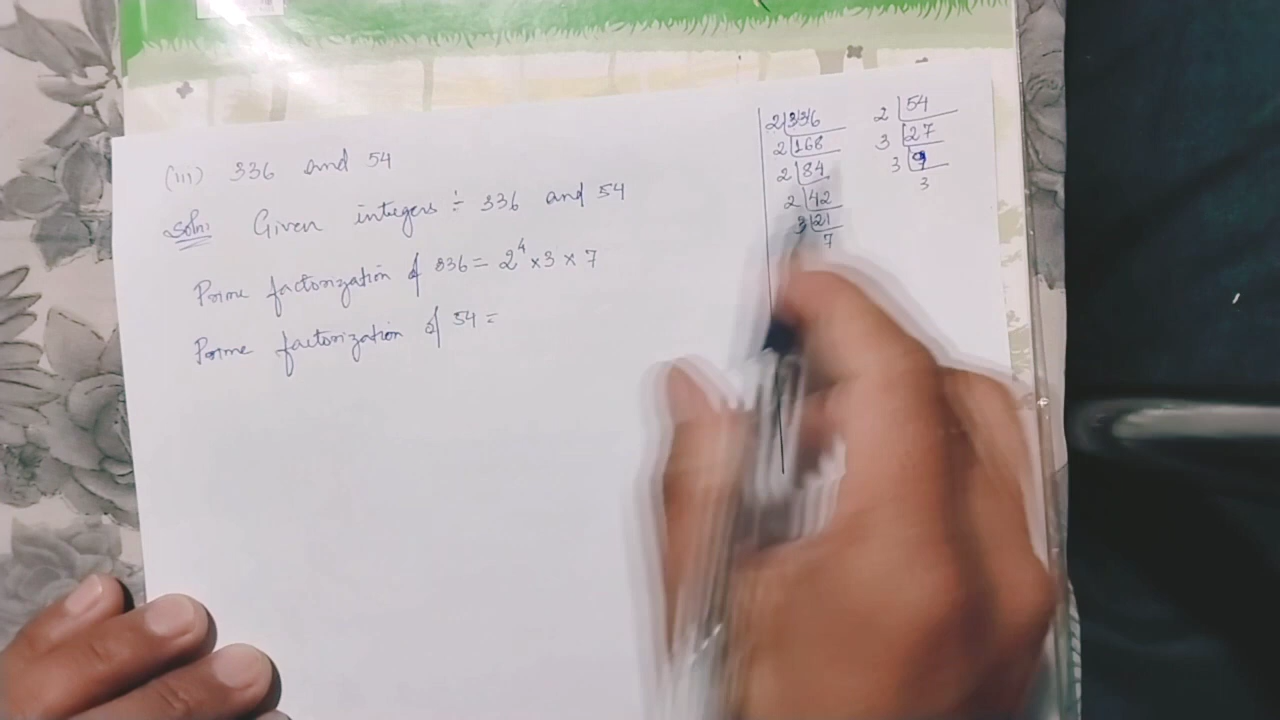 (iii) 336 and 54
Soln: Given integers ÷ 336 and 54
Prime factorization of 336 = 2⁴ × 3 × 7
Prime factorization of 54 =
2 336
2 168
2 84
2 42
3 21
7
2 54
3 27
3 9
3